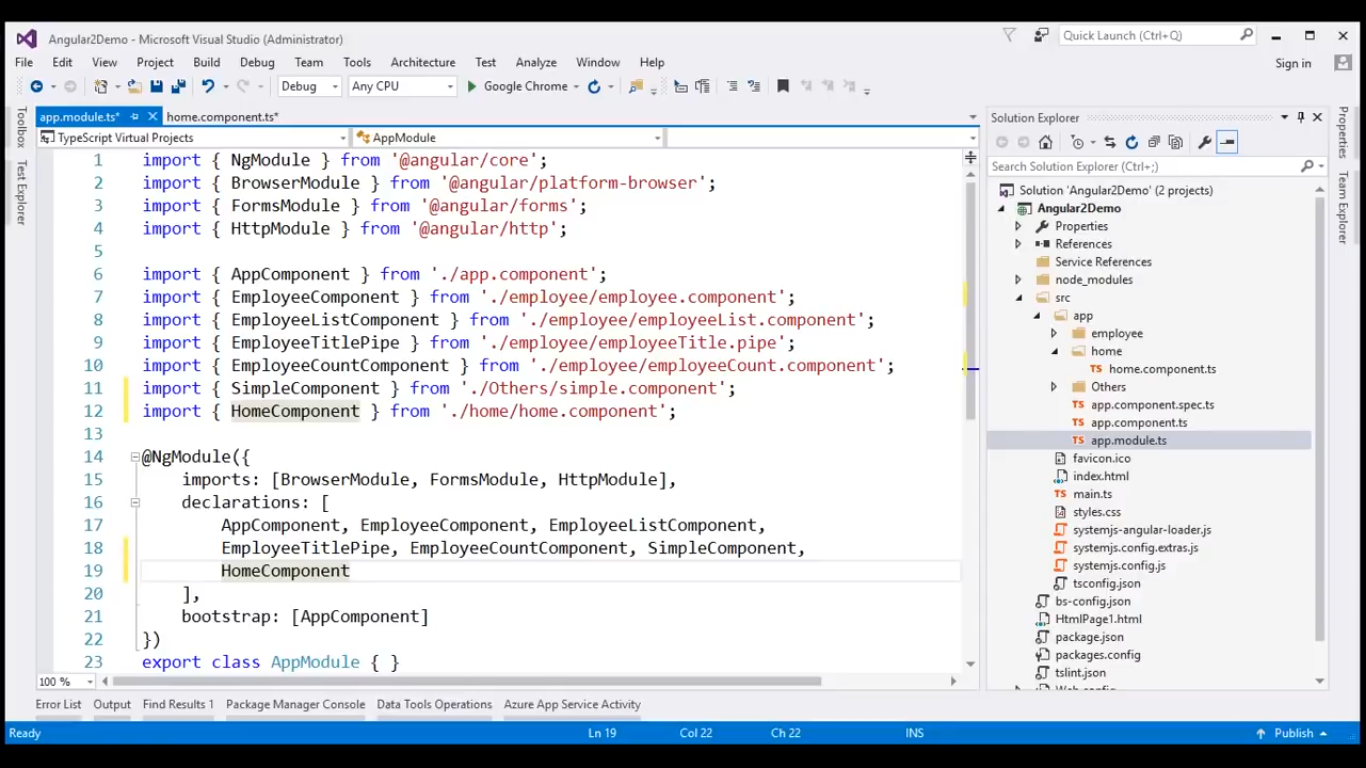 Angular2Demo - Microsoft Visual Studio (Administrator)
Quick Launch (Ctrl+Q)
File Edit View Project Build Debug Team Tools Architecture Test Analyze Window Help
Sign in
Debug Any CPU Google Chrome
app.module.ts* home.component.ts*
TypeScript Virtual Projects AppModule
Toolbox
Test Explorer
1 import { NgModule } from '@angular/core';
2 import { BrowserModule } from '@angular/platform-browser';
3 import { FormsModule } from '@angular/forms';
4 import { HttpModule } from '@angular/http';
5
6 import { AppComponent } from './app.component';
7 import { EmployeeComponent } from './employee/employee.component';
8 import { EmployeeListComponent } from './employee/employeeList.component';
9 import { EmployeeTitlePipe } from './employee/employeeTitle.pipe';
10 import { EmployeeCountComponent } from './employee/employeeCount.component';
11 import { SimpleComponent } from './Others/simple.component';
12 import { HomeComponent } from './home/home.component';
13
14 @NgModule({
15 imports: [BrowserModule, FormsModule, HttpModule],
16 declarations: [
17 AppComponent, EmployeeComponent, EmployeeListComponent,
18 EmployeeTitlePipe, EmployeeCountComponent, SimpleComponent,
19 HomeComponent
20 ],
21 bootstrap: [AppComponent]
22 })
23 export class AppModule { }
100 %
Solution Explorer
Search Solution Explorer (Ctrl+;)
Solution 'Angular2Demo' (2 projects)
Angular2Demo
Properties
References
Service References
node_modules
src
app
employee
home
TS home.component.ts
Others
TS app.component.spec.ts
TS app.component.ts
TS app.module.ts
favicon.ico
index.html
TS main.ts
styles.css
systemjs-angular-loader.js
systemjs.config.extras.js
systemjs.config.js
tsconfig.json
bs-config.json
HtmlPage1.html
package.json
packages.config
tslint.json
Web.config
Properties
Team Explorer
Error List Output Find Results 1 Package Manager Console Data Tools Operations Azure App Service Activity
Ready Ln 19 Col 22 Ch 22 INS Publish